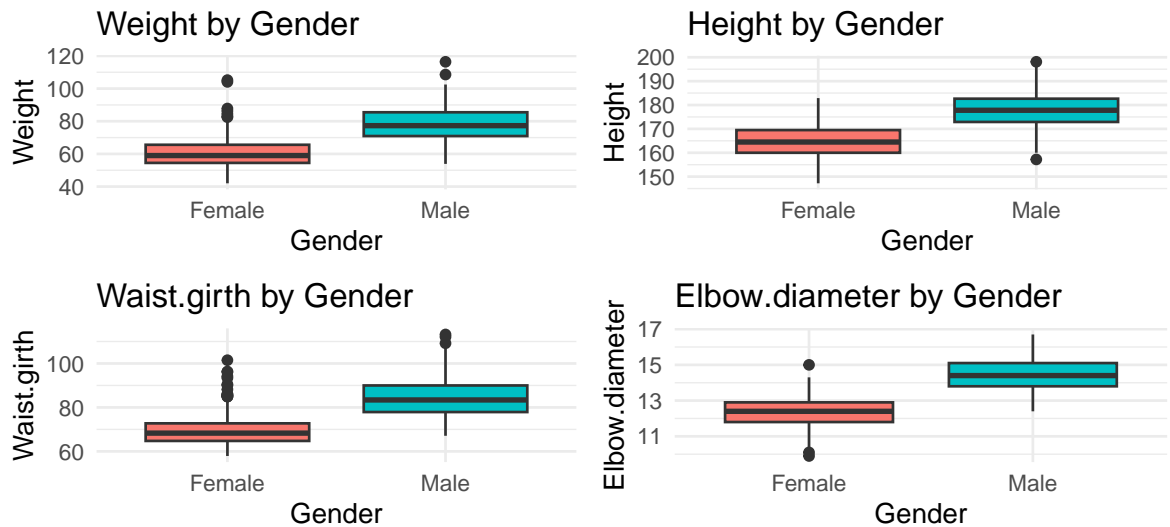 Weight by Gender
120
100
80
60
40
Weight
Female
Male
Gender
Height by Gender
200
190
180
170
160
150
Height
Female
Male
Gender
Waist.girth by Gender
100
80
60
Waist.girth
Female
Male
Gender
Elbow.diameter by Gender
17
15
13
11
Elbow.diameter
Female
Male
Gender